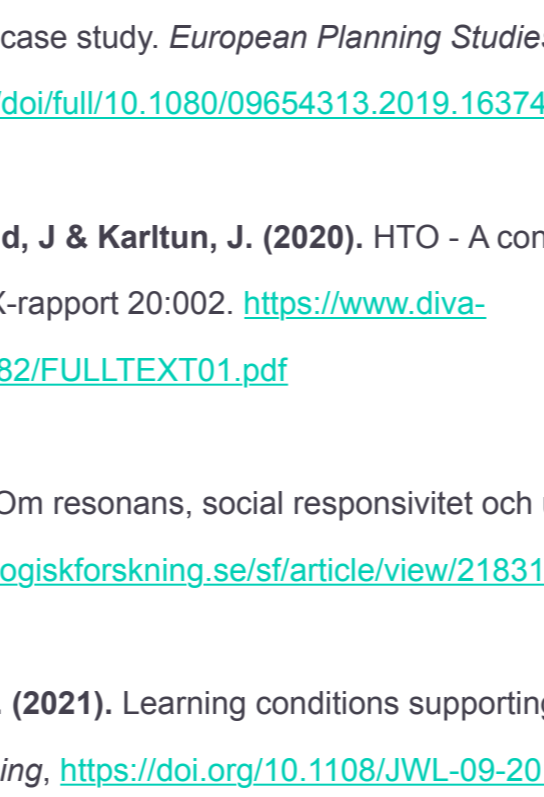 case study. European Planning Studies
/doi/full/10.1080/09654313.2019.16374
d, J & Karltun, J. (2020). HTO - A con
K-rapport 20:002. https://www.diva-
82/FULLTEXT01.pdf
Om resonans, social responsivitet och
ogiskforskning.se/sf/article/view/21831
. (2021). Learning conditions supporting
ing, https://doi.org/10.1108/JWL-09-20